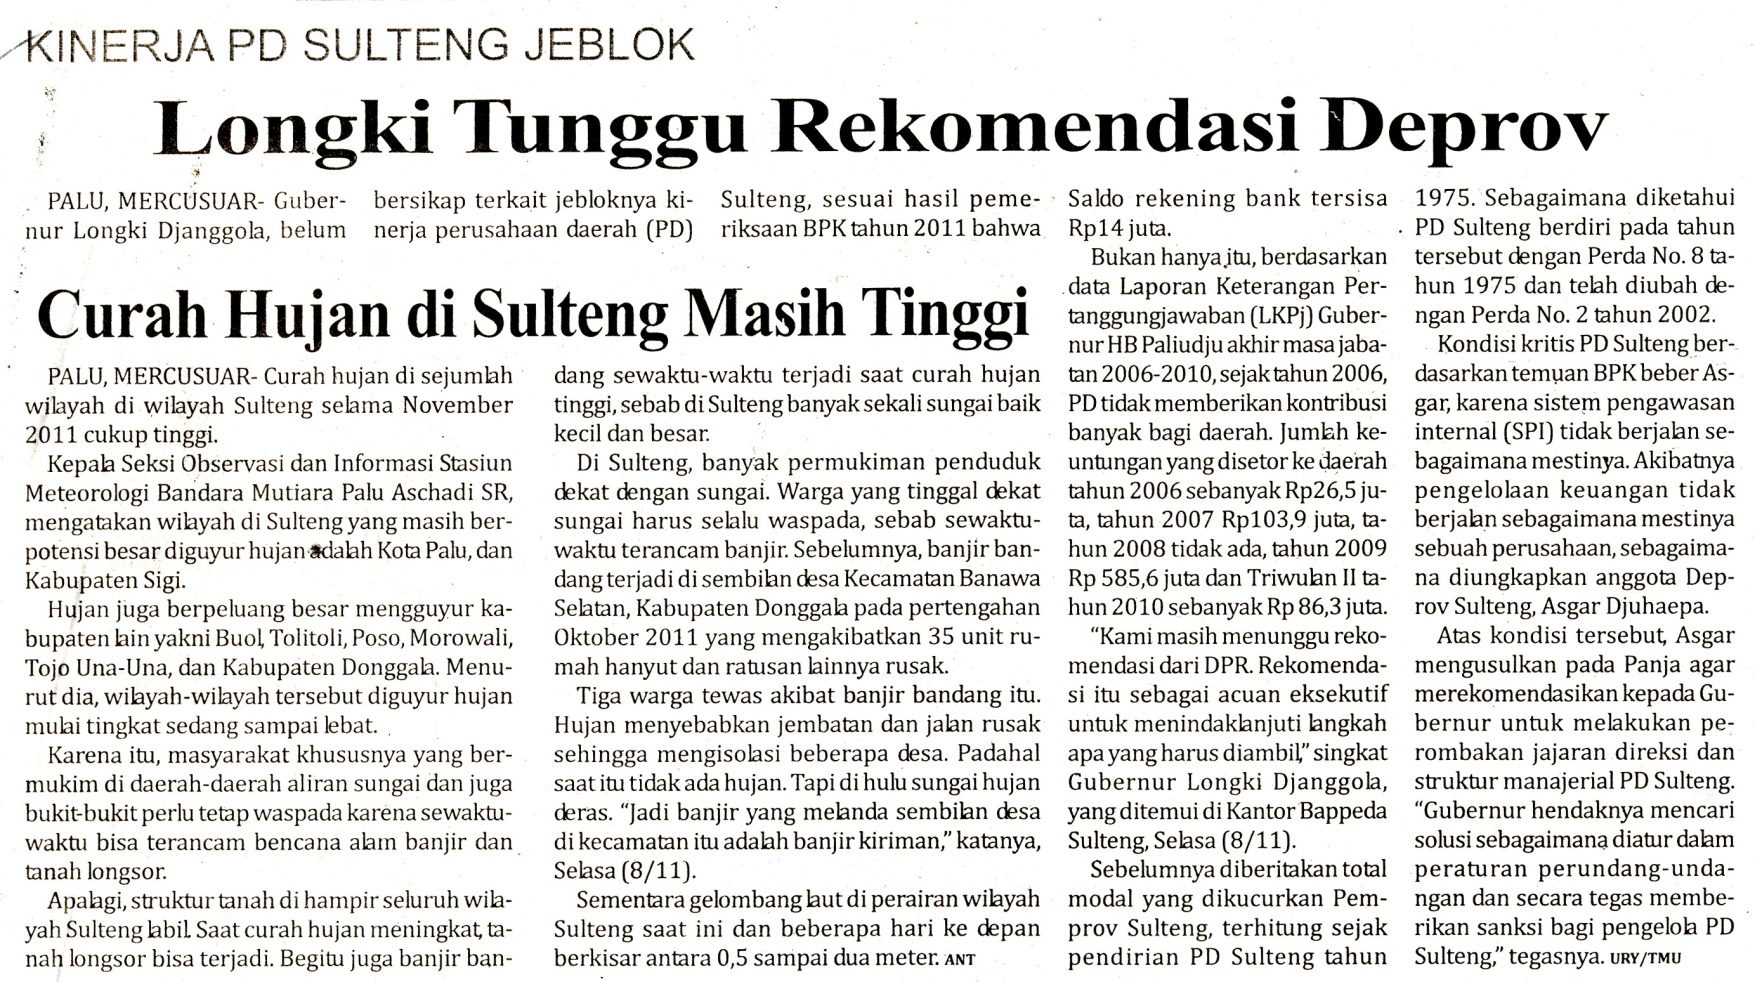 KINERJA PD SULTENG JEBLOK
Longki Tunggu Rekomendasi Deprov
PALU, MERCUSUAR- Guber-
nur Longki Djanggola, belum
bersikap terkait jebloknya ki-
nerja perusahaan daerah (PD)
Sulteng, sesuai hasil peme-
riksaan BPK tahun 2011 bahwa
Saldo rekening bank tersisa
Rp14 juta.
Bukan hanya itu, berdasarkan
data Laporan Keterangan Per-
tanggungjawaban (LKPj) Guber-
nur HB Paliudju akhir masa jaba-
tan 2006-2010, sejak tahun 2006,
PD tidak memberikan kontribusi
banyak bagi daerah. Jumlah ke-
untungan yang disetor ke daerah
tahun 2006 sebanyak Rp26,5 ju-
ta, tahun 2007 Rp103,9 juta, ta-
hun 2008 tidak ada, tahun 2009
Rp 585,6 juta dan Triwulan II ta-
hun 2010 sebanyak Rp 86,3 juta.
“Kami masih menunggu reko-
mendasi dari DPR. Rekomenda-
si itu sebagai acuan eksekutif
untuk menindaklanjuti langkah
apa yang harus diambil,” singkat
Gubernur Longki Djanggola,
yang ditemui di Kantor Bappeda
Sulteng, Selasa (8/11).
Sebelumnya diberitakan total
modal yang dikucurkan Pem-
prov Sulteng, terhitung sejak
pendirian PD Sulteng tahun
1975. Sebagaimana diketahui
PD Sulteng berdiri pada tahun
tersebut dengan Perda No. 8 ta-
hun 1975 dan telah diubah de-
ngan Perda No. 2 tahun 2002.
Kondisi kritis PD Sulteng ber-
dasarkan temuan BPK beber As-
gar, karena sistem pengawasan
internal (SPI) tidak berjalan se-
bagaimana mestinya. Akibatnya
pengelolaan keuangan tidak
berjalan sebagaimana mestinya
sebuah perusahaan, sebagaima-
na diungkapkan anggota Dep-
rov Sulteng, Asgar Djuhaepa.
Atas kondisi tersebut, Asgar
mengusulkan pada Panja agar
merekomendasikan kepada Gu-
bernur untuk melakukan pe-
rombakan jajaran direksi dan
struktur manajerial PD Sulteng.
“Gubernur hendaknya mencari
solusi sebagaimana diatur dalam
peraturan perundang-unda-
ngan dan secara tegas membe-
rikan sanksi bagi pengelola PD
Sulteng,” tegasnya. URY/TMU
Curah Hujan di Sulteng Masih Tinggi
PALU, MERCUSUAR- Curah hujan di sejumlah
wilayah di wilayah Sulteng selama November
2011 cukup tinggi.
Kepala Seksi Observasi dan Informasi Stasiun
Meteorologi Bandara Mutiara Palu Aschadi SR,
mengatakan wilayah di Sulteng yang masih ber-
potensi besar diguyur hujan adalah Kota Palu, dan
Kabupaten Sigi.
Hujan juga berpeluang besar mengguyur ka-
bupaten lain yakni Buol, Tolitoli, Poso, Morowali,
Tojo Una-Una, dan Kabupaten Donggala. Menu-
rut dia, wilayah-wilayah tersebut diguyur hujan
mulai tingkat sedang sampai lebat.
Karena itu, masyarakat khususnya yang ber-
mukim di daerah-daerah aliran sungai dan juga
bukit-bukit perlu tetap waspada karena sewaktu-
waktu bisa terancam bencana alam banjir dan
tanah longsor.
Apalagi, struktur tanah di hampir seluruh wila-
yah Sulteng labil. Saat curah hujan meningkat, ta-
nah longsor bisa terjadi. Begitu juga banjir ban-
dang sewaktu-waktu terjadi saat curah hujan
tinggi, sebab di Sulteng banyak sekali sungai baik
kecil dan besar.
Di Sulteng, banyak permukiman penduduk
dekat dengan sungai. Warga yang tinggal dekat
sungai harus selalu waspada, sebab sewaktu-
waktu terancam banjir. Sebelumnya, banjir ban-
dang terjadi di sembilan desa Kecamatan Banawa
Selatan, Kabupaten Donggala pada pertengahan
Oktober 2011 yang mengakibatkan 35 unit ru-
mah hanyut dan ratusan lainnya rusak.
Tiga warga tewas akibat banjir bandang itu.
Hujan menyebabkan jembatan dan jalan rusak
sehingga mengisolasi beberapa desa. Padahal
saat itu tidak ada hujan. Tapi di hulu sungai hujan
deras. “Jadi banjir yang melanda sembilan desa
di kecamatan itu adalah banjir kiriman,” katanya,
Selasa (8/11).
Sementara gelombang laut di perairan wilayah
Sulteng saat ini dan beberapa hari ke depan
berkisar antara 0,5 sampai dua meter. ANT